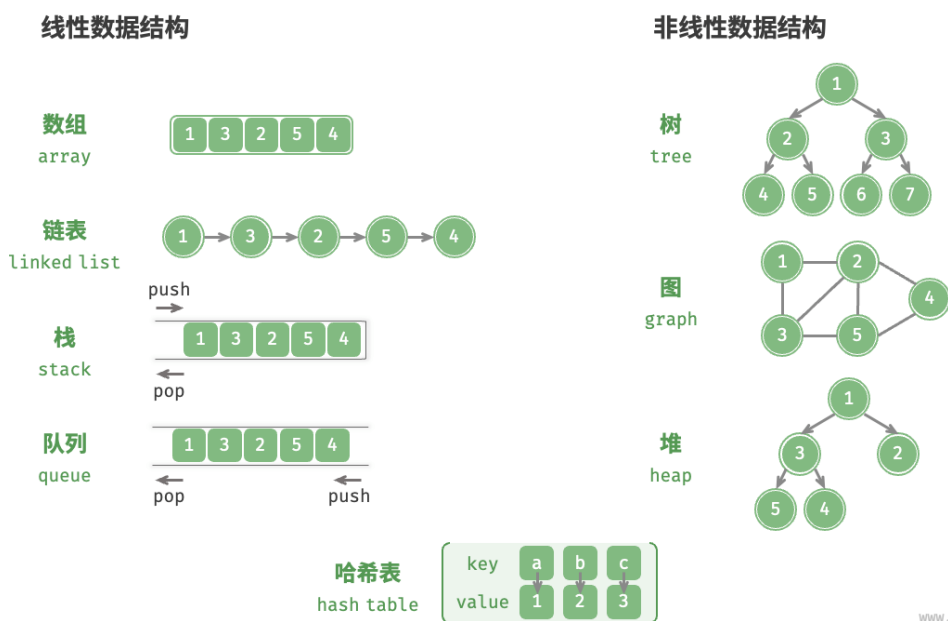 线性数据结构
数组
array
1 3 2 5 4
链表
linked list
1 3 2 5 4
栈
stack
push
1 3 2 5 4
pop
队列
queue
1 3 2 5 4
pop push
非线性数据结构
树
tree
1
2 3
4 5 6 7
图
graph
1 2
4
3 5
堆
heap
1
3 2
5 4
哈希表
hash table
key a b c
value 1 2 3
www.